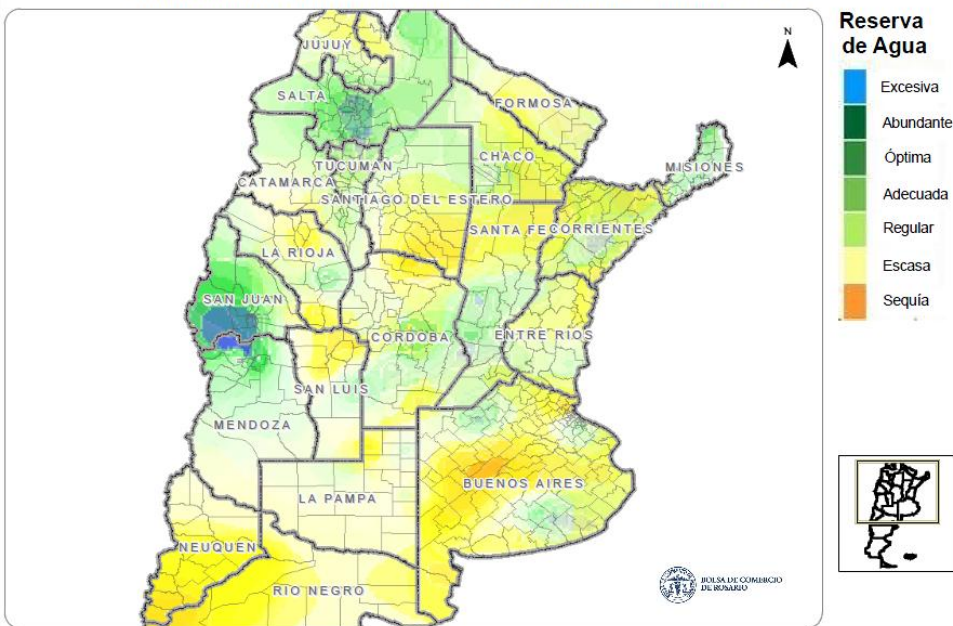 Reserva
de Agua
Excesiva
Abundante
Óptima
Adecuada
Regular
Escasa
Sequía
N
JUJUY
SALTA
FORMOSA
CHACO
MISIONES
TUCUMAN
CATAMARCA
SANTIAGO DEL ESTERO
SANTA FE
CORRIENTES
LA RIOJA
SAN JUAN
CORDOBA
ENTRE RIOS
SAN LUIS
MENDOZA
BUENOS AIRES
LA PAMPA
NEUQUEN
RIO NEGRO
BOLSA DE COMERCIO
DE ROSARIO